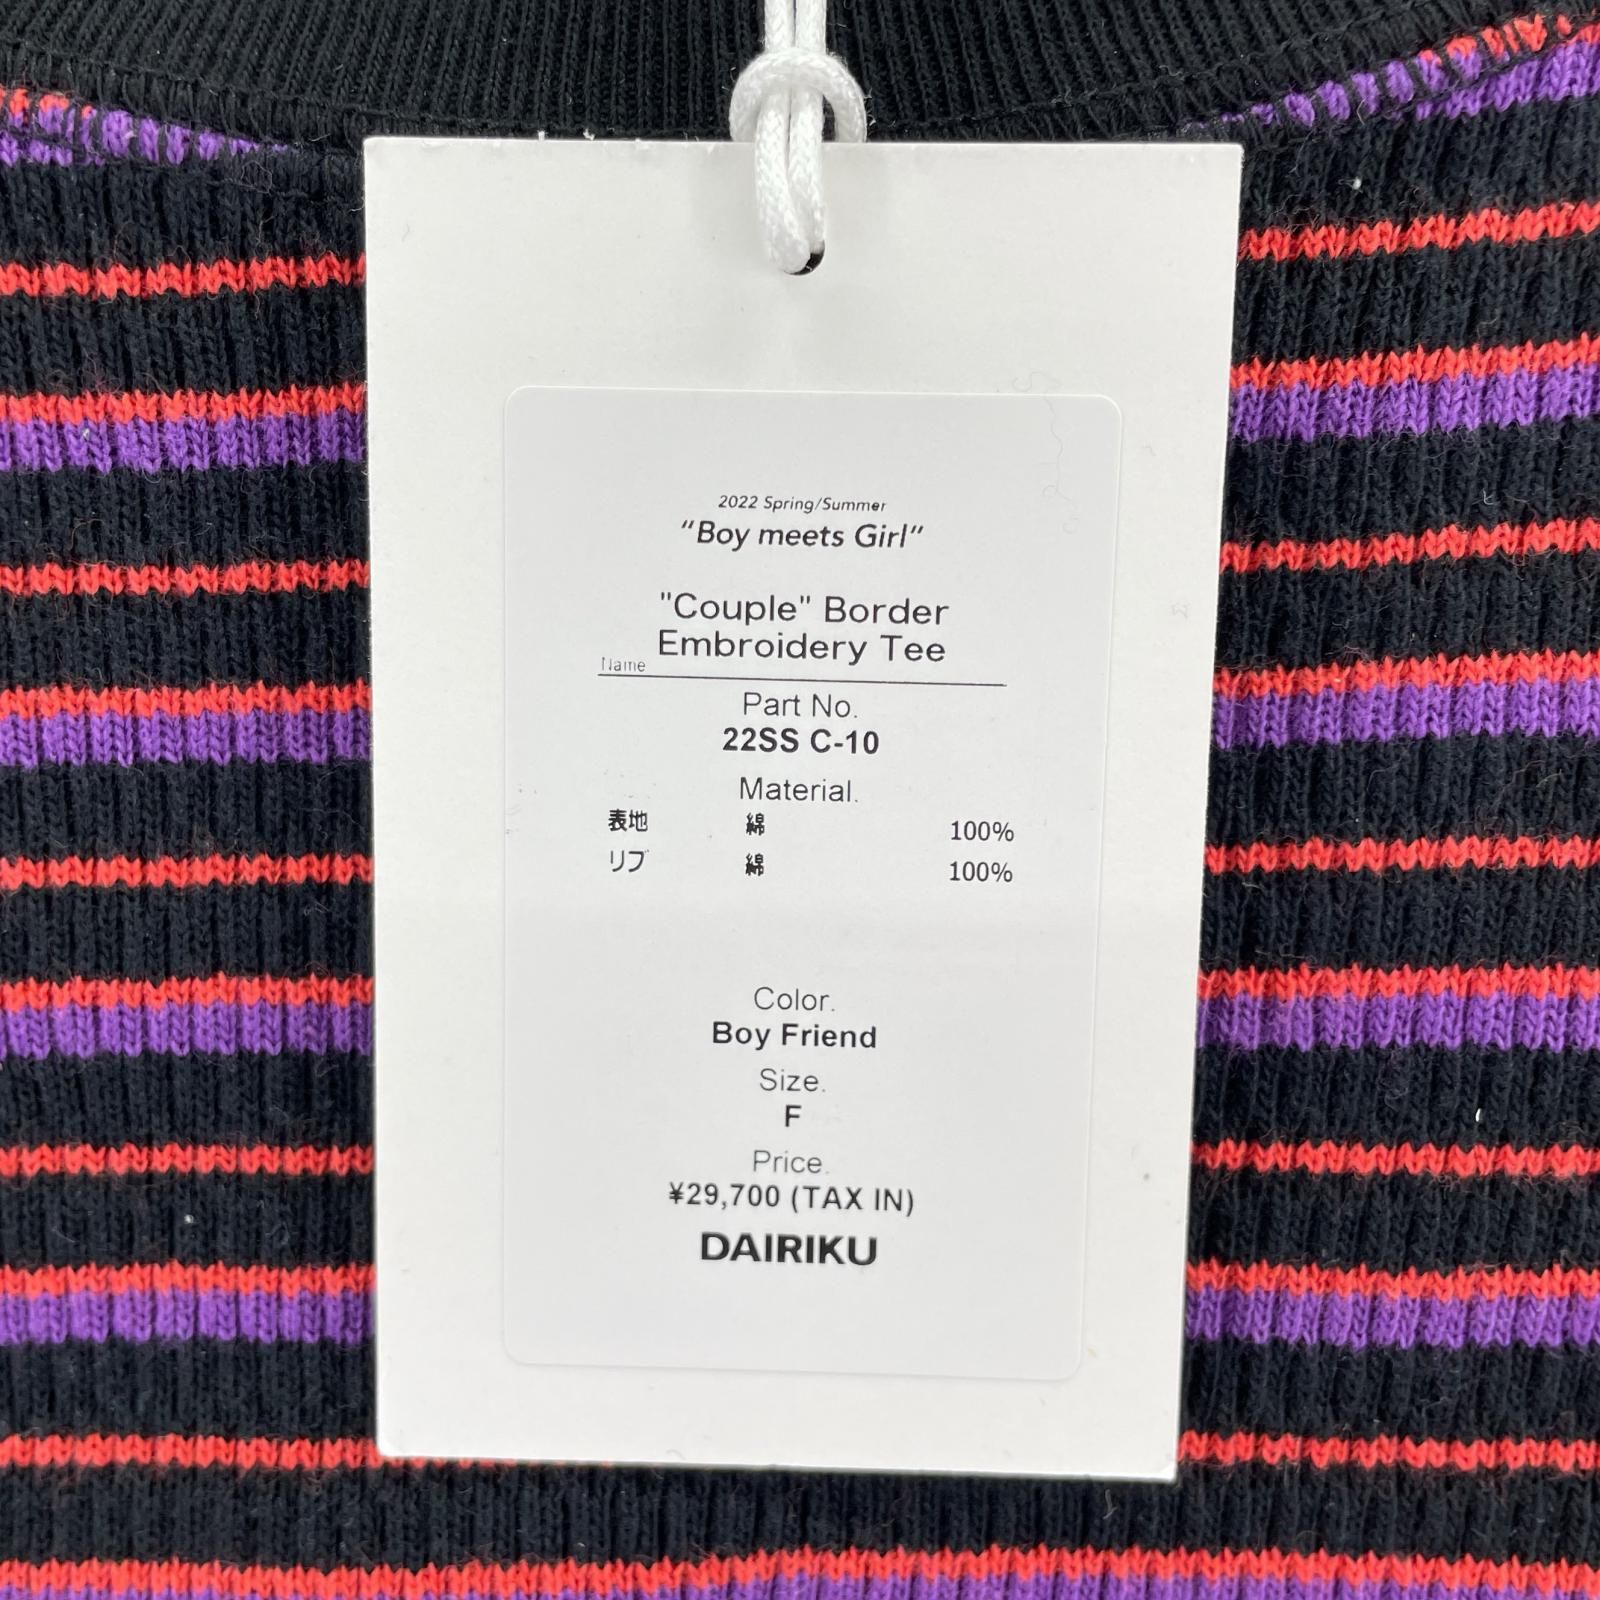 2022 Spring/Summer
“Boy meets Girl”
"Couple" Border
Embroidery Tee
Name
Part No.
22SS C-10
Material.
表地 綿 100%
リブ 綿 100%
Color.
Boy Friend
Size.
F
Price.
¥29,700 (TAX IN)
DAIRIKU